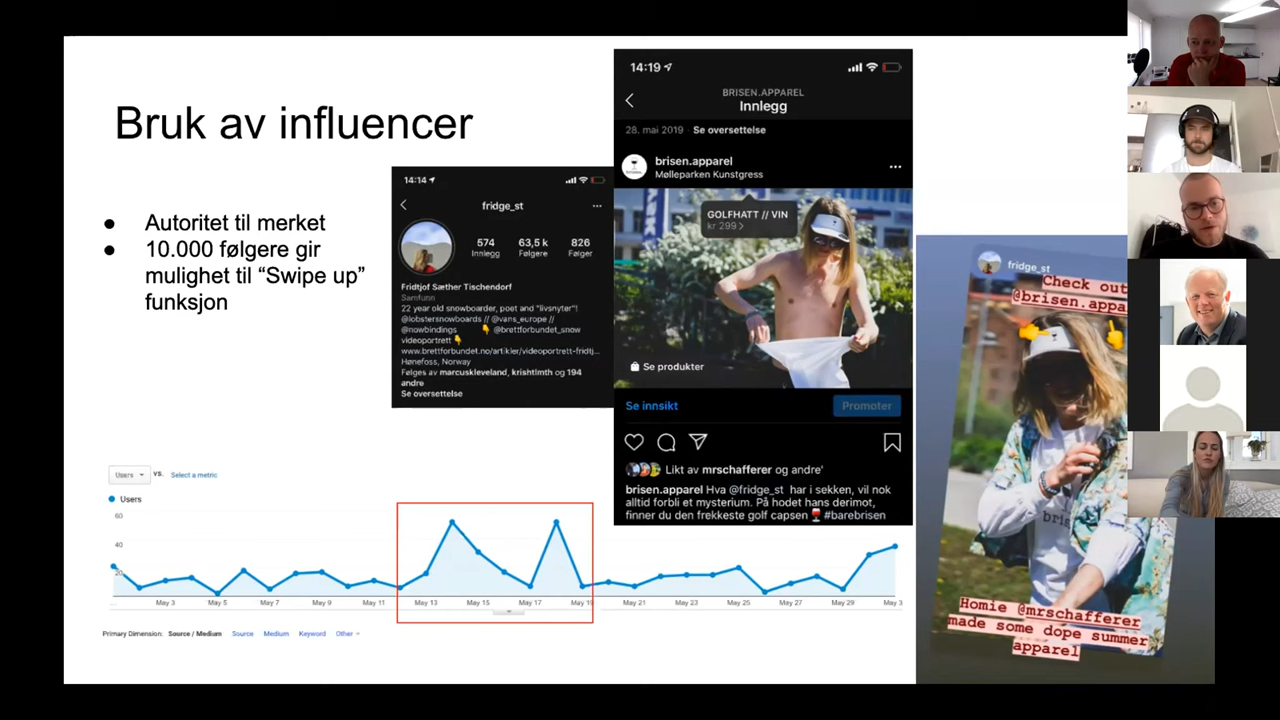 Bruk av influencer
● Autoritet til merket
● 10.000 følgere gir
mulighet til “Swipe up”
funksjon
14:14
fridge_st
574 63,5 k 826
Innlegg Følgere Følger
Fridtjof Sæther Tischendorf
Samfunn
22 year old snowboarder, poet and "livsnyter"!
@lobstersnowboards // @vans_europe //
@nowbindings @brettforbundet_snow
videoportrett
www.brettforbundet.no/artikler/videoportrett-fridtj...
Hønefoss, Norway
Følges av marcuskleveland, krishtlmth og 194
andre
Se oversettelse
14:19
BRISEN.APPAREL
Innlegg
28. mai 2019 · Se oversettelse
brisen.apparel
Mølleparken Kunstgress
GOLFHATT // VIN
kr 299 >
Se produkter
Se innsikt
Promoter
Likt av mrschafferer og andre'
brisen.apparel Hva @fridge_st har i sekken, vil nok
alltid forbli et mysterium. På hodet hans derimot,
finner du den frekkeste golf capsen 🍷 #barebrisen
fridge_st
Check out
@brisen.appa
bris
Homie @mrschafferer
made some dope summer
apparel
Users vs. Select a metric
Users
60
40
20
... May 3 May 5 May 7 May 9 May 11 May 13 May 15 May 17 May 19 May 21 May 23 May 25 May 27 May 29 May 3
Primary Dimension: Source / Medium Source Medium Keyword Other